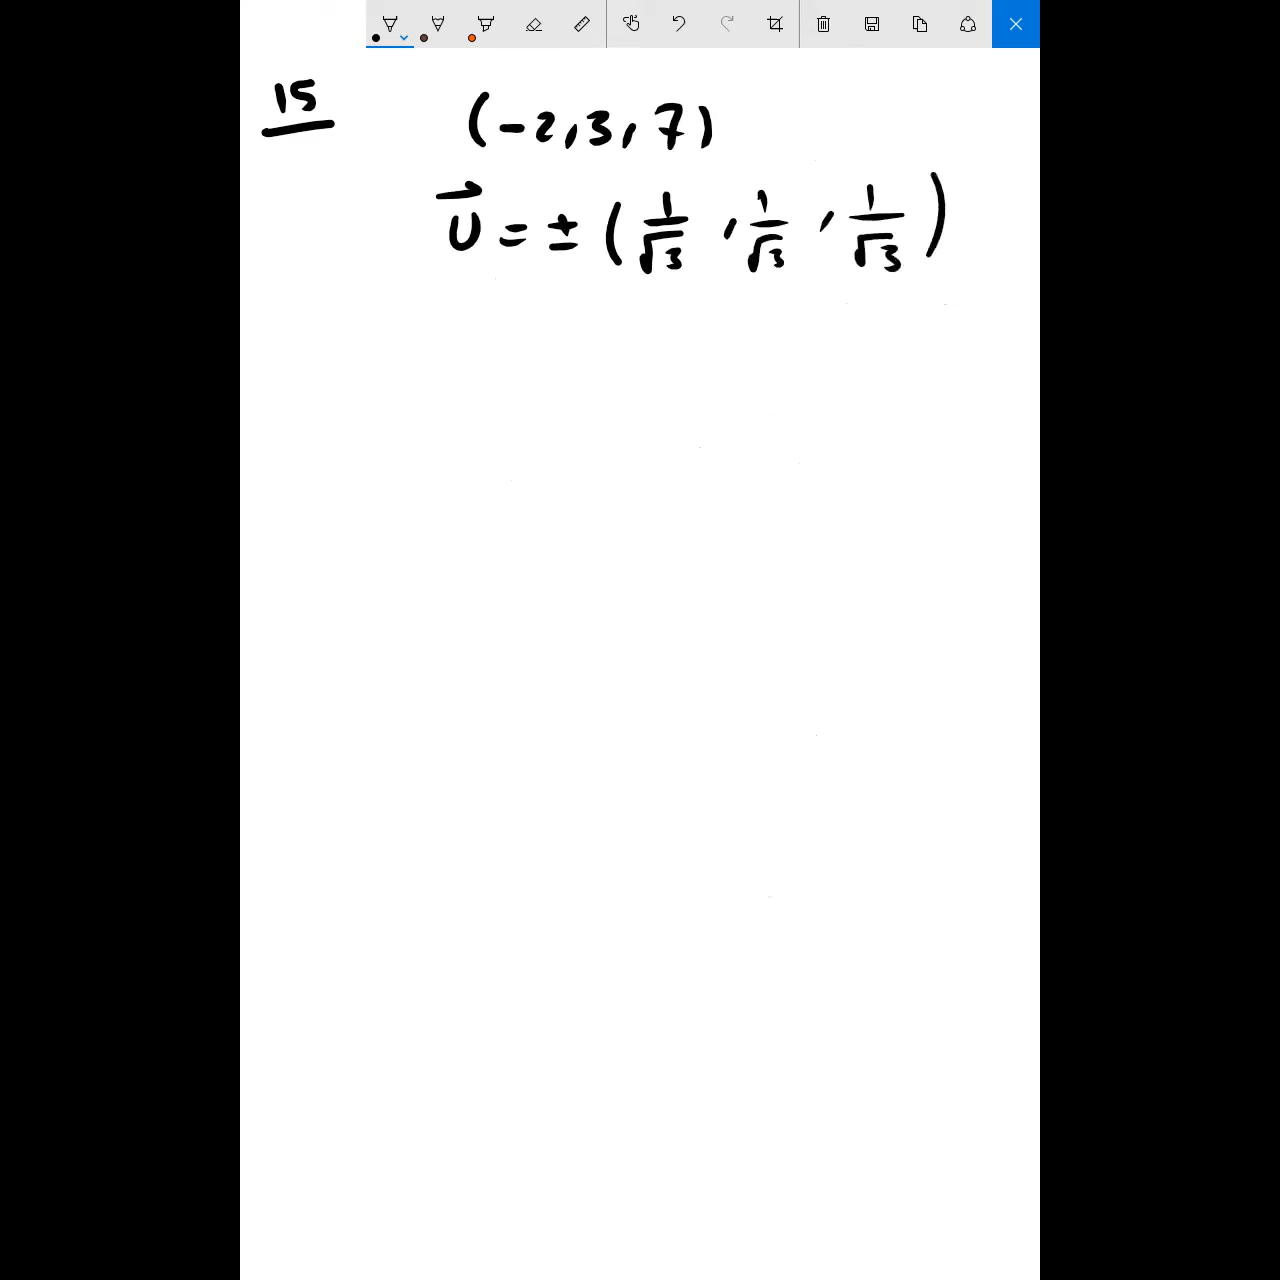 15
(-2,3,7)
U⃗ = ± (1/√3 , 1/√3 , 1/√3)